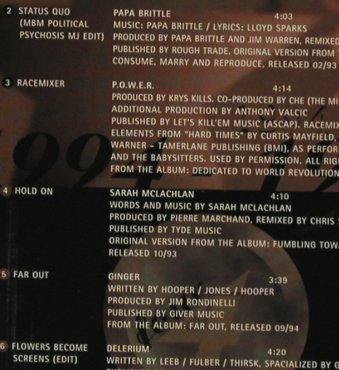 2 STATUS QUO PAPA BRITTLE 4:03
(MBM POLITICAL MUSIC: PAPA BRITTLE / LYRICS: LLOYD SPARKS
PSYCHOSIS MJ EDIT) PRODUCED BY PAPA BRITTLE AND JIM WARREN, REMIXED
PUBLISHED BY ROUGH TRADE. ORIGINAL VERSION FROM
CONSUME, MARRY AND REPRODUCE, RELEASED 02/93
3 RACEMIXER P.O.W.E.R. 4:14
PRODUCED BY KRYS KILLS. CO-PRODUCED BY CHE (THE MI
ADDITIONAL PRODUCTION BY ANTHONY VALCIC
PUBLISHED BY LET'S KILL'EM MUSIC (ASCAP). RACEMIX
ELEMENTS FROM "HARD TIMES" BY CURTIS MAYFIELD,
WARNER – TAMERLANE PUBLISHING (BMI), AS PERFOR
AND THE BABYSITTERS. USED BY PERMISSION. ALL RIG
FROM THE ALBUM: DEDICATED TO WORLD REVOLUTION
4 HOLD ON SARAH MCLACHLAN 4:10
WORDS AND MUSIC BY SARAH MCLACHLAN
PRODUCED BY PIERRE MARCHAND, REMIXED BY CHRIS
PUBLISHED BY TYDE MUSIC
ORIGINAL VERSION FROM THE ALBUM: FUMBLING TOW
RELEASED 10/93
5 FAR OUT GINGER 3:39
WRITTEN BY HOOPER / JONES / HOOPER
PRODUCED BY JIM RONDINELLI
PUBLISHED BY GIVER MUSIC
FROM THE ALBUM: FAR OUT, RELEASED 09/94
6 FLOWERS BECOME DELERIUM 4:20
SCREENS (EDIT) WRITTEN BY LEEB / FULBER / THIRSK, SPACIALIZED BY G